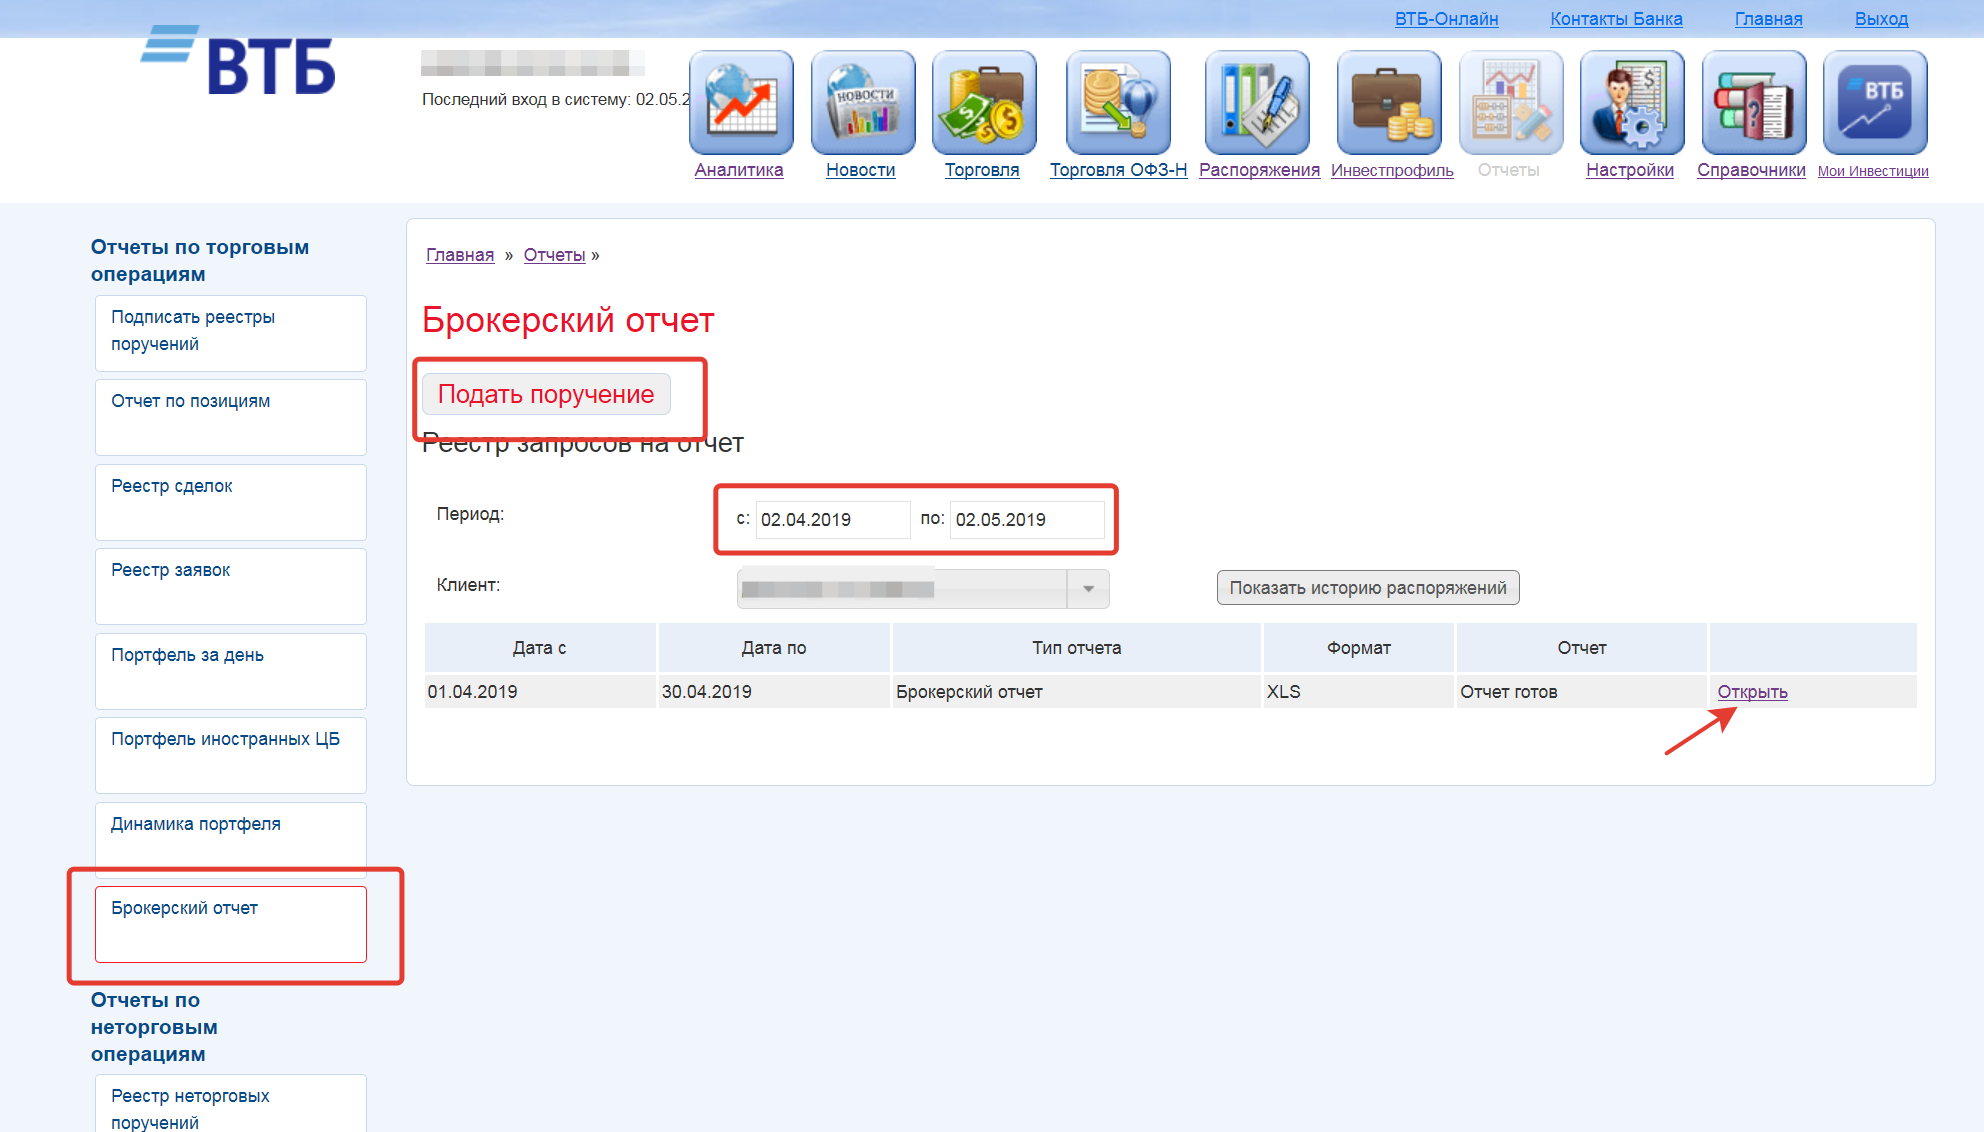 ВТБ-Онлайн Контакты Банка Главная Выход
ВТБ
Последний вход в систему: 02.05.2
НОВОСТИ
ВТБ
Аналитика Новости Торговля Торговля ОФЗ-Н Распоряжения Инвестпрофиль Отчеты Настройки Справочники Мои Инвестиции
Отчеты по торговым
операциям
Подписать реестры
поручений
Отчет по позициям
Реестр сделок
Реестр заявок
Портфель за день
Портфель иностранных ЦБ
Динамика портфеля
Брокерский отчет
Отчеты по
неторговым
операциям
Реестр неторговых
поручений
Главная » Отчеты »
Брокерский отчет
Подать поручение
Реестр запросов на отчет
Период: с: 02.04.2019 по: 02.05.2019
Клиент: Показать историю распоряжений
Дата с Дата по Тип отчета Формат Отчет
01.04.2019 30.04.2019 Брокерский отчет XLS Отчет готов Открыть